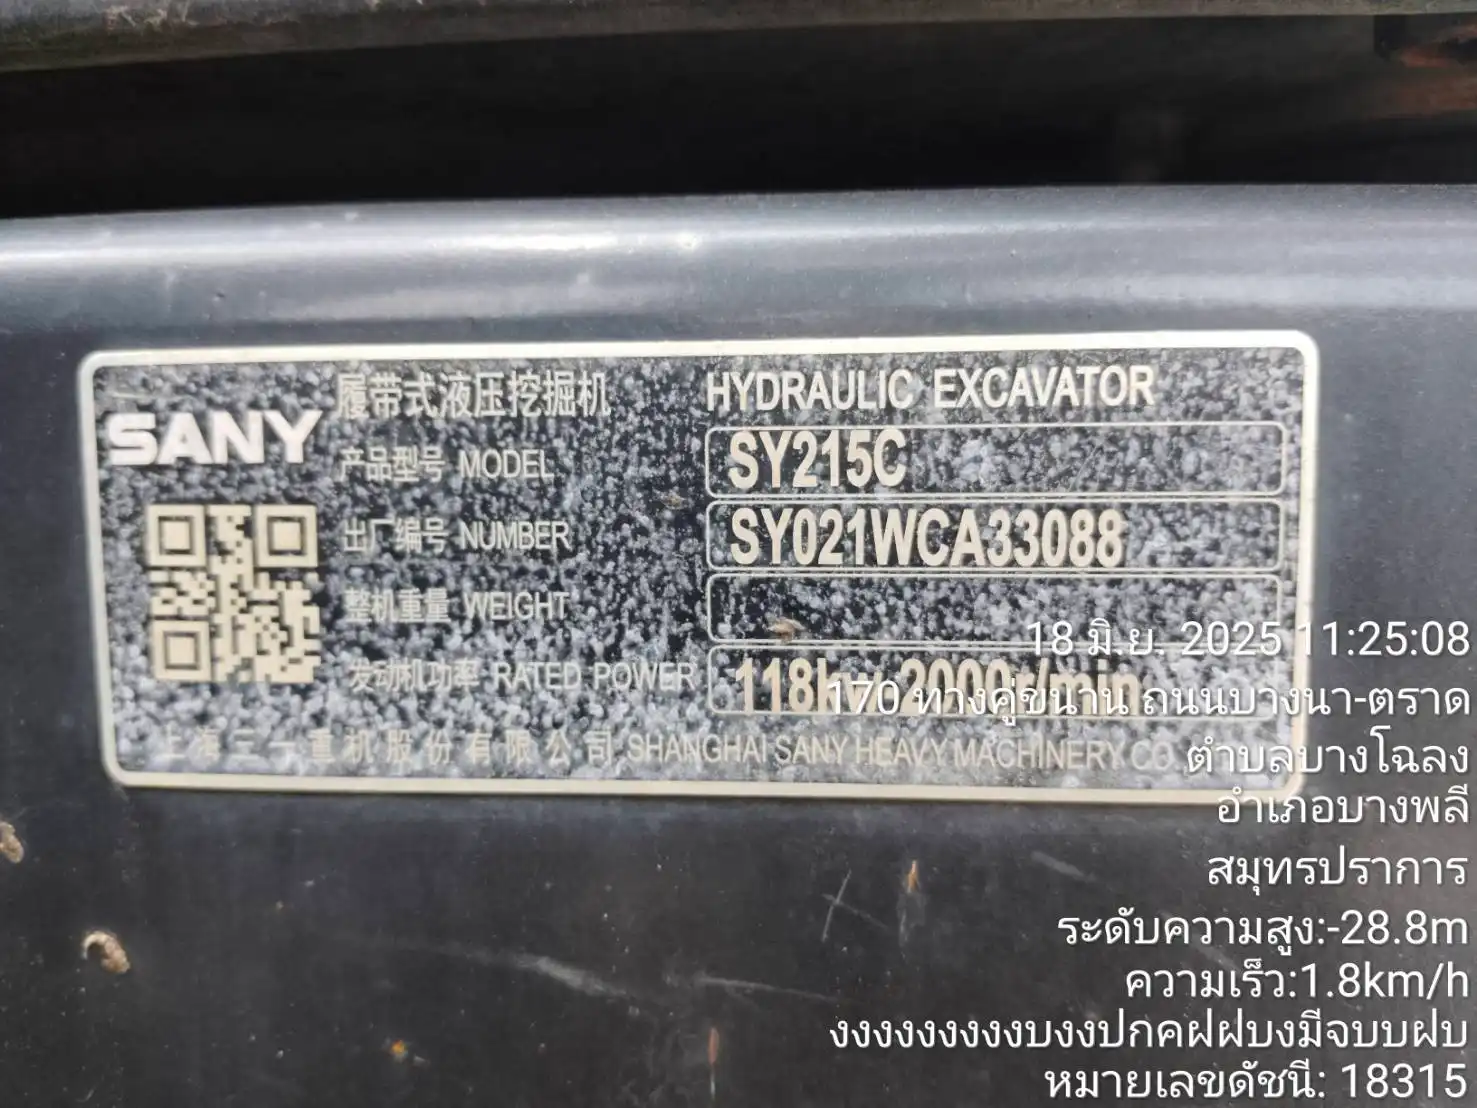 SANY
履带式液压挖掘机 HYDRAULIC EXCAVATOR
产品型号 MODEL SY215C
出厂编号 NUMBER SY021WCA33088
整机重量 WEIGHT
发动机功率 RATED POWER 118kw 2000r/min
上海三一重机股份有限公司 SHANGHAI SANY HEAVY MACHINERY CO
18 มิ.ย. 2025 11:25:08
170 ทางคู่ขนาน ถนนบางนา-ตราด
ตำบลบางโฉลง
อำเภอบางพลี
สมุทรปราการ
ระดับความสูง:-28.8m
ความเร็ว:1.8km/h
งงงงงงงงงงบงงปกคฝฝบงมีจบบฝบ
หมายเลขดัชนี: 18315